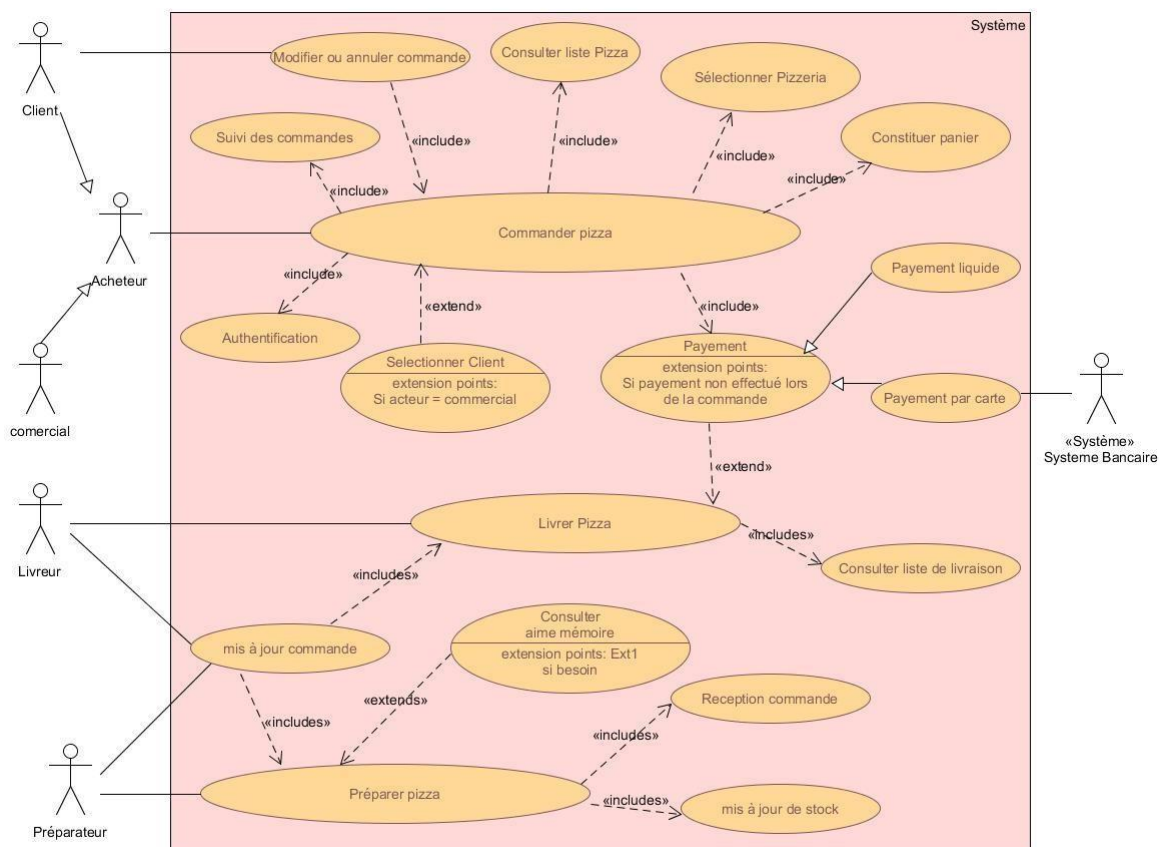 Système
Modifier ou annuler commande
Consulter liste Pizza
Sélectionner Pizzeria
Client
Suivi des commandes
Constituer panier
«include»
«include»
«include»
«include»
«include»
Commander pizza
Acheteur
«include»
Payement liquide
«extend»
«include»
Authentification
Payement
extension points:
Si payement non effectué lors
de la commande
Selectionner Client
extension points:
Si acteur = commercial
Payement par carte
comercial
«Système»
Systeme Bancaire
«extend»
Livrer Pizza
«includes»
Livreur
Consulter liste de livraison
«includes»
Consulter
aime mémoire
extension points: Ext1
si besoin
mis à jour commande
«extends»
Reception commande
«includes»
«includes»
Préparer pizza
«includes»
mis à jour de stock
Préparateur